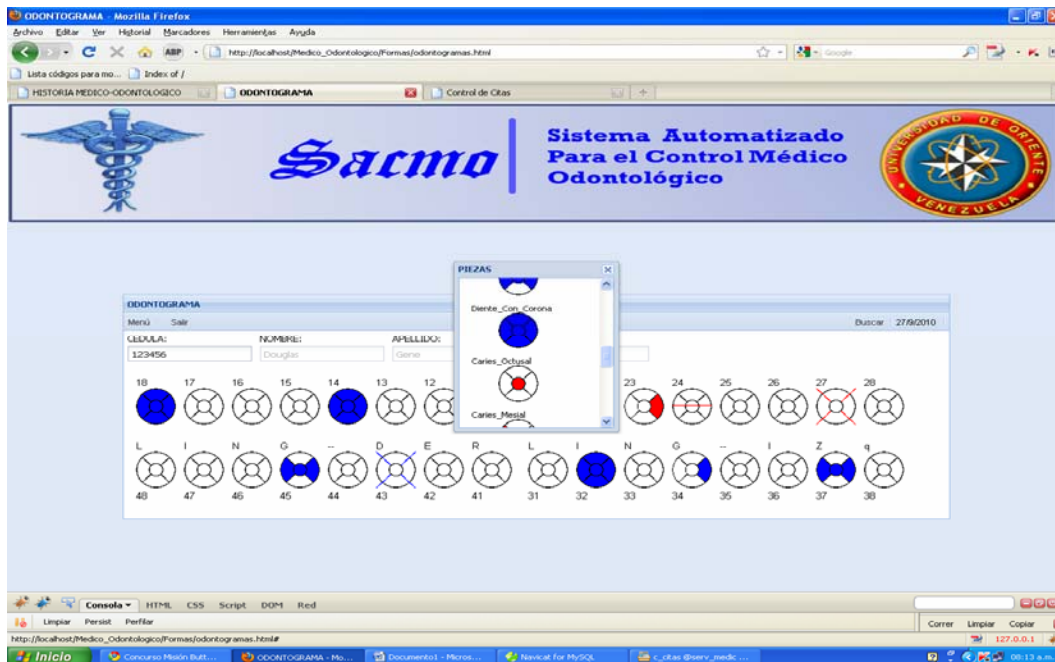 ODONTOGRAMA - Mozilla Firefox
Archivo Editar Ver Historial Marcadores Herramientas Ayuda
ABP http://localhost/Medico_Odontologico/Formas/odontogramas.html Google
Lista códigos para mo... Index of /
HISTORIA MEDICO-ODONTOLOGICO ODONTOGRAMA Control de Citas
Sacmo
Sistema Automatizado
Para el Control Médico
Odontológico
UNIVERSIDAD DE ORIENTE
VENEZUELA
PIEZAS
Diente_Con_Corona
Caries_Oclusal
Caries_Mesial
ODONTOGRAMA
Menú Salir Buscar 27/9/2010
CEDULA: NOMBRE: APELLIDO:
123456 Douglas Gene
18 17 16 15 14 13 12 23 24 25 26 27 28
L I N G -- D E R L I N G -- I Z q
48 47 46 45 44 43 42 41 31 32 33 34 35 36 37 38
Consola HTML CSS Script DOM Red
Limpiar Persist Perfilar Correr Limpiar Copiar
http://localhost/Medico_Odontologico/Formas/odontogramas.html# 127.0.0.1
Inicio Concurso Misión Butt... ODONTOGRAMA - Mo... Documento1 - Micros... Navicat for MySQL c_citas @serv_medic ... 08:13 a.m.